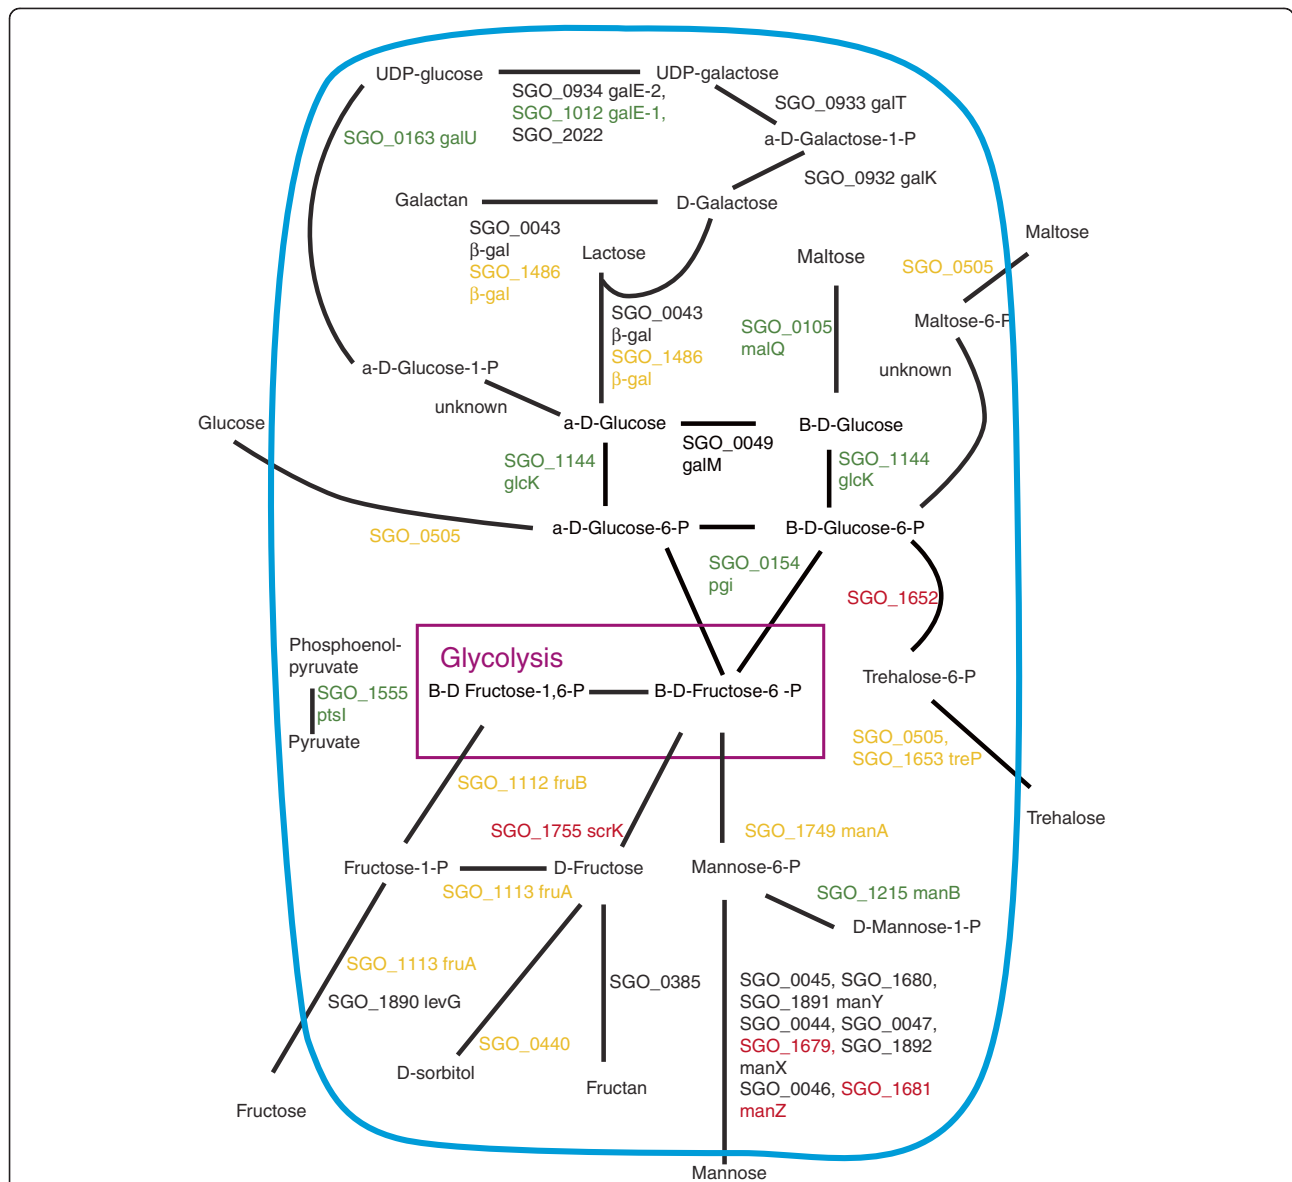 UDP-glucose
UDP-galactose
SGO_0934 galE-2,
SGO_1012 galE-1,
SGO_2022
SGO_0933 galT
SGO_0163 galU
a-D-Galactose-1-P
SGO_0932 galK
Galactan
D-Galactose
SGO_0043
β-gal
SGO_1486
β-gal
Lactose
Maltose
Maltose
SGO_0505
SGO_0043
β-gal
SGO_1486
β-gal
SGO_0105
malQ
Maltose-6-P
unknown
a-D-Glucose-1-P
unknown
Glucose
a-D-Glucose
B-D-Glucose
SGO_0049
galM
SGO_1144
glcK
SGO_1144
glcK
a-D-Glucose-6-P
B-D-Glucose-6-P
SGO_0505
SGO_0154
pgi
SGO_1652
Phosphoenol-
pyruvate
SGO_1555
ptsI
Pyruvate
Glycolysis
B-D Fructose-1,6-P
B-D-Fructose-6 -P
Trehalose-6-P
SGO_0505,
SGO_1653 treP
Trehalose
SGO_1112 fruB
SGO_1755 scrK
SGO_1749 manA
Fructose-1-P
D-Fructose
Mannose-6-P
SGO_1113 fruA
SGO_1215 manB
D-Mannose-1-P
SGO_1113 fruA
SGO_1890 levG
SGO_0385
SGO_0045, SGO_1680,
SGO_1891 manY
SGO_0044, SGO_0047,
SGO_1679, SGO_1892
manX
SGO_0046, SGO_1681
manZ
SGO_0440
D-sorbitol
Fructan
Fructose
Mannose